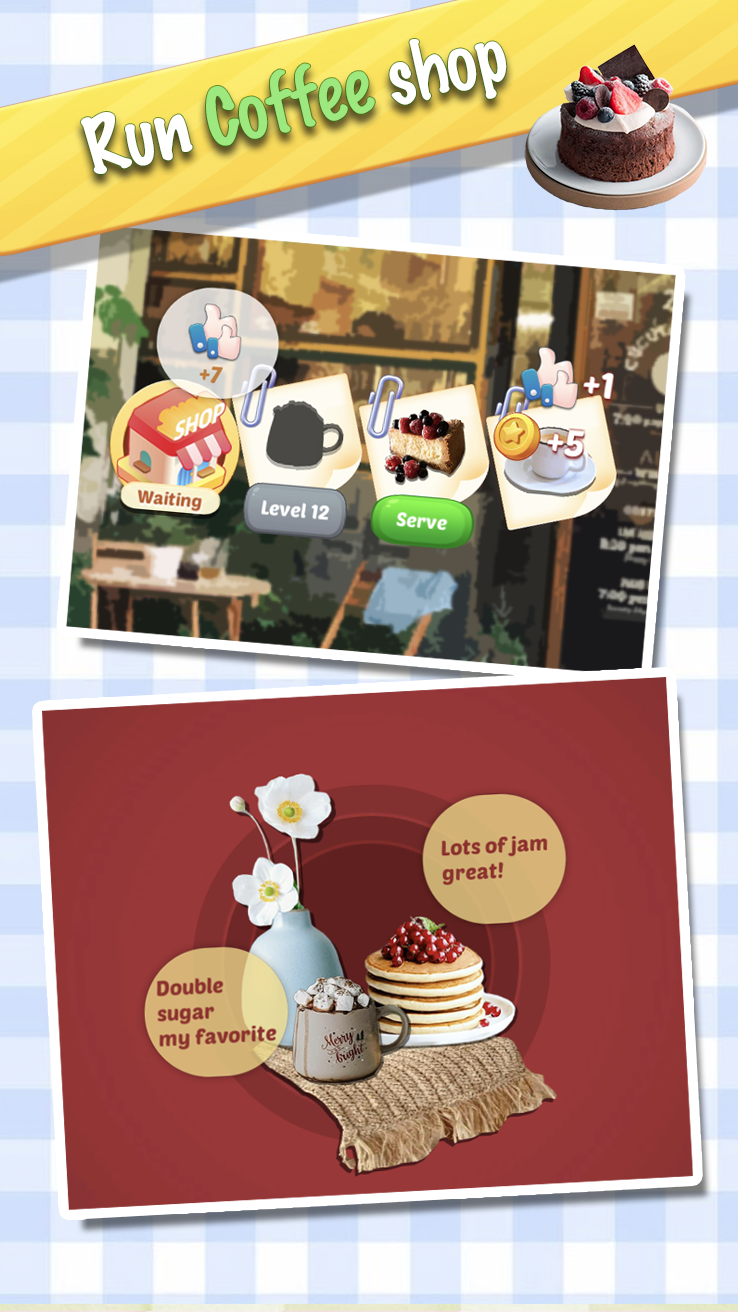 Run Coffee shop
+7
SHOP
Waiting
Level 12
Serve
+1
+5
Lots of jam
great!
Double
sugar
my favorite
Merry &
bright